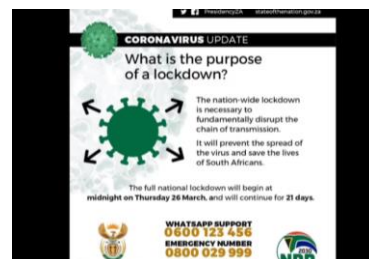 PresidencyZA stateofthenation.gov.za
CORONAVIRUS UPDATE
What is the purpose
of a lockdown?
The nation-wide lockdown
is necessary to
fundamentally disrupt the
chain of transmission.
It will prevent the spread of
the virus and save the lives
of South Africans.
The full national lockdown will begin at
midnight on Thursday 26 March, and will continue for 21 days.
WHATSAPP SUPPORT
0600 123 456
EMERGENCY NUMBER
0800 029 999
2030
NDP